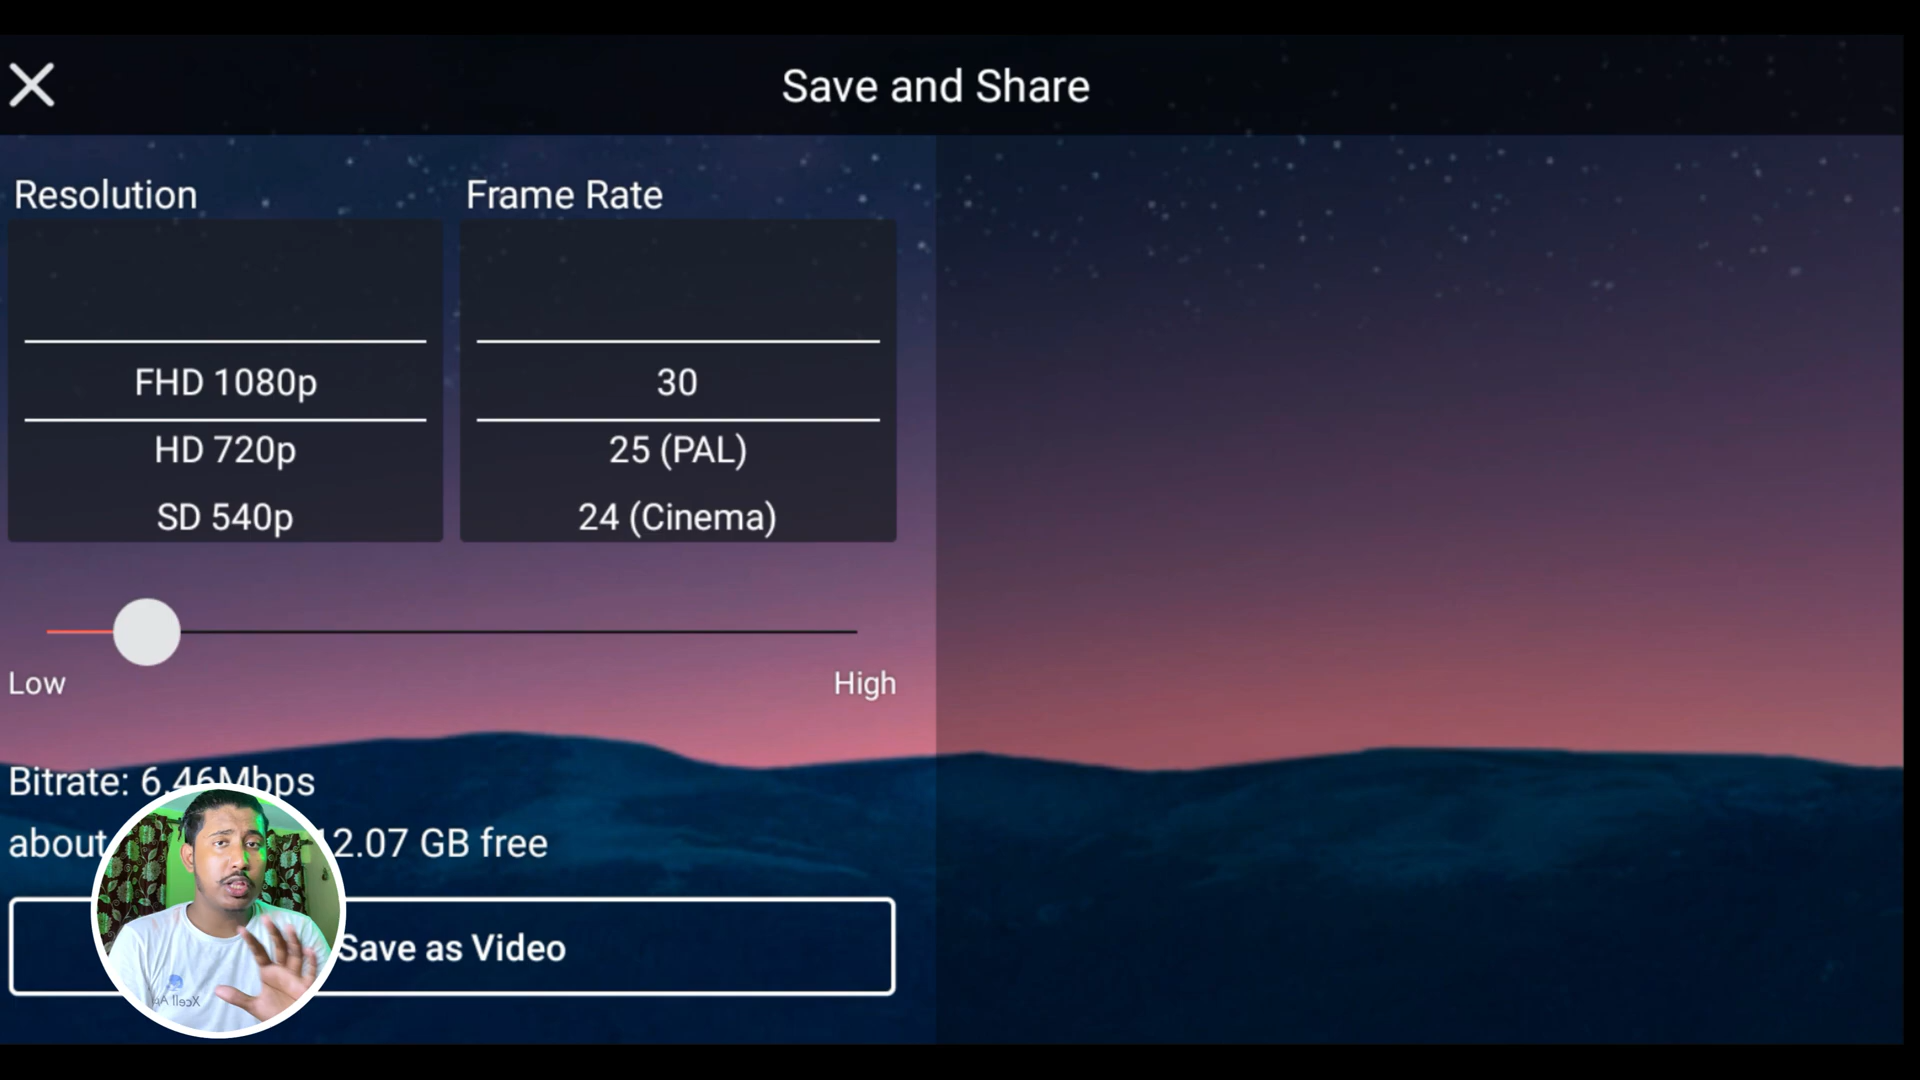 Save and Share
Resolution
Frame Rate
FHD 1080p
30
HD 720p
25 (PAL)
SD 540p
24 (Cinema)
Low
High
Bitrate: 6.46Mbps
about 12.07 GB free
Save as Video